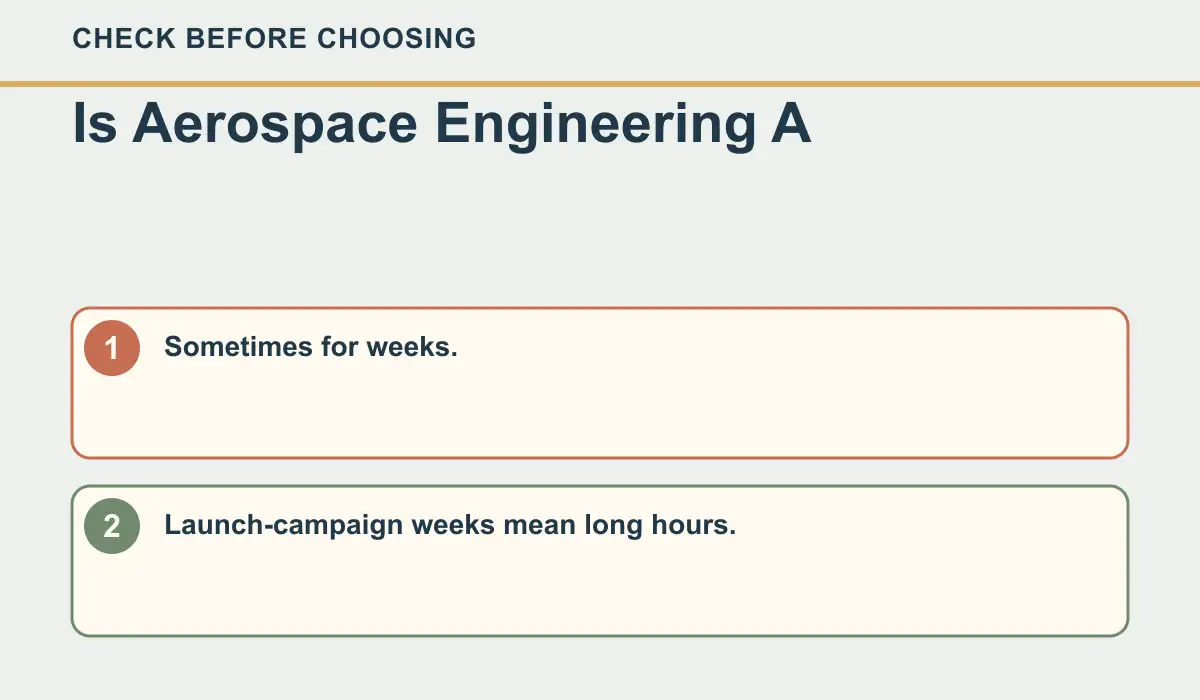 CHECK BEFORE CHOOSING
Is Aerospace Engineering A
1 Sometimes for weeks.
2 Launch-campaign weeks mean long hours.